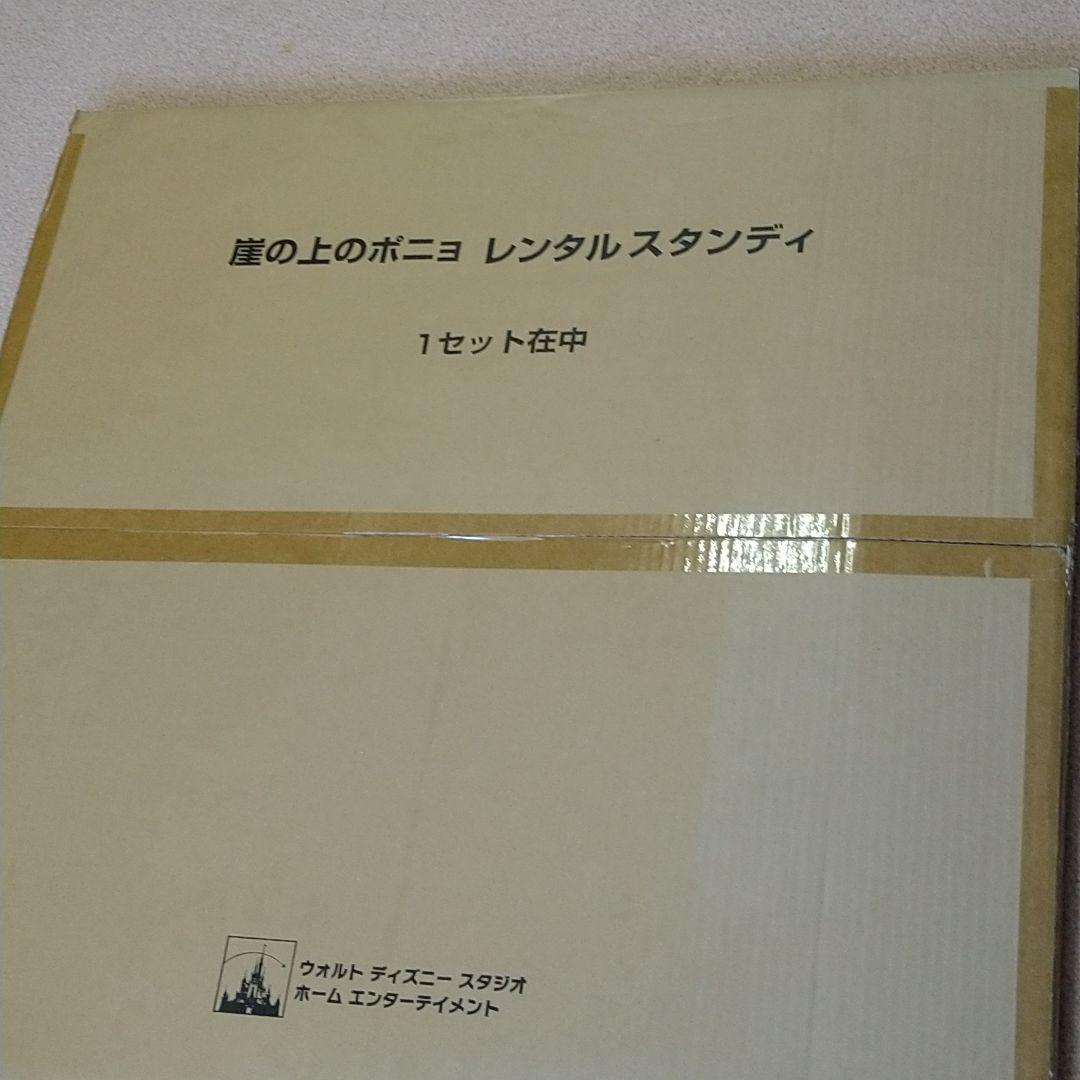 崖の上のポニョ レンタルスタンディ
1セット在中
ウォルト ディズニー スタジオ
ホーム エンターテイメント